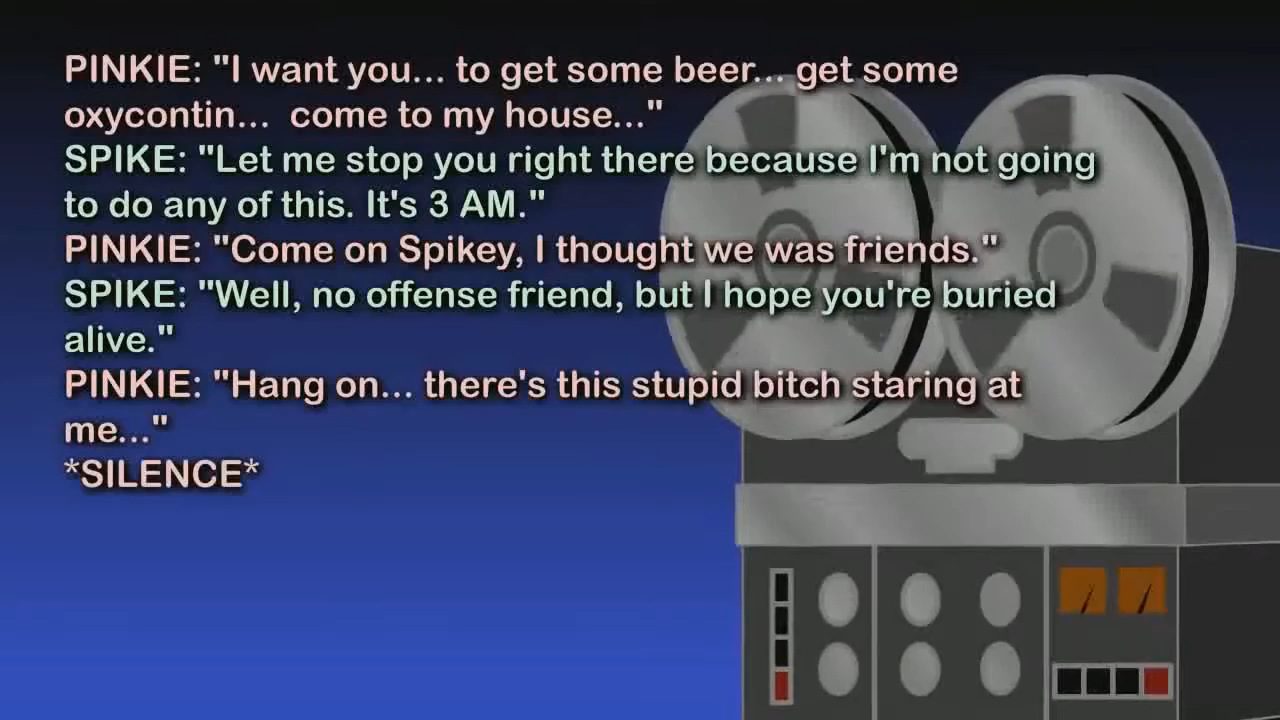 PINKIE: "I want you... to get some beer... get some
oxycontin...  come to my house..."
SPIKE: "Let me stop you right there because I'm not going
to do any of this. It's 3 AM."
PINKIE: "Come on Spikey, I thought we was friends."
SPIKE: "Well, no offense friend, but I hope you're buried
alive."
PINKIE: "Hang on... there's this stupid bitch staring at
me..."
*SILENCE*